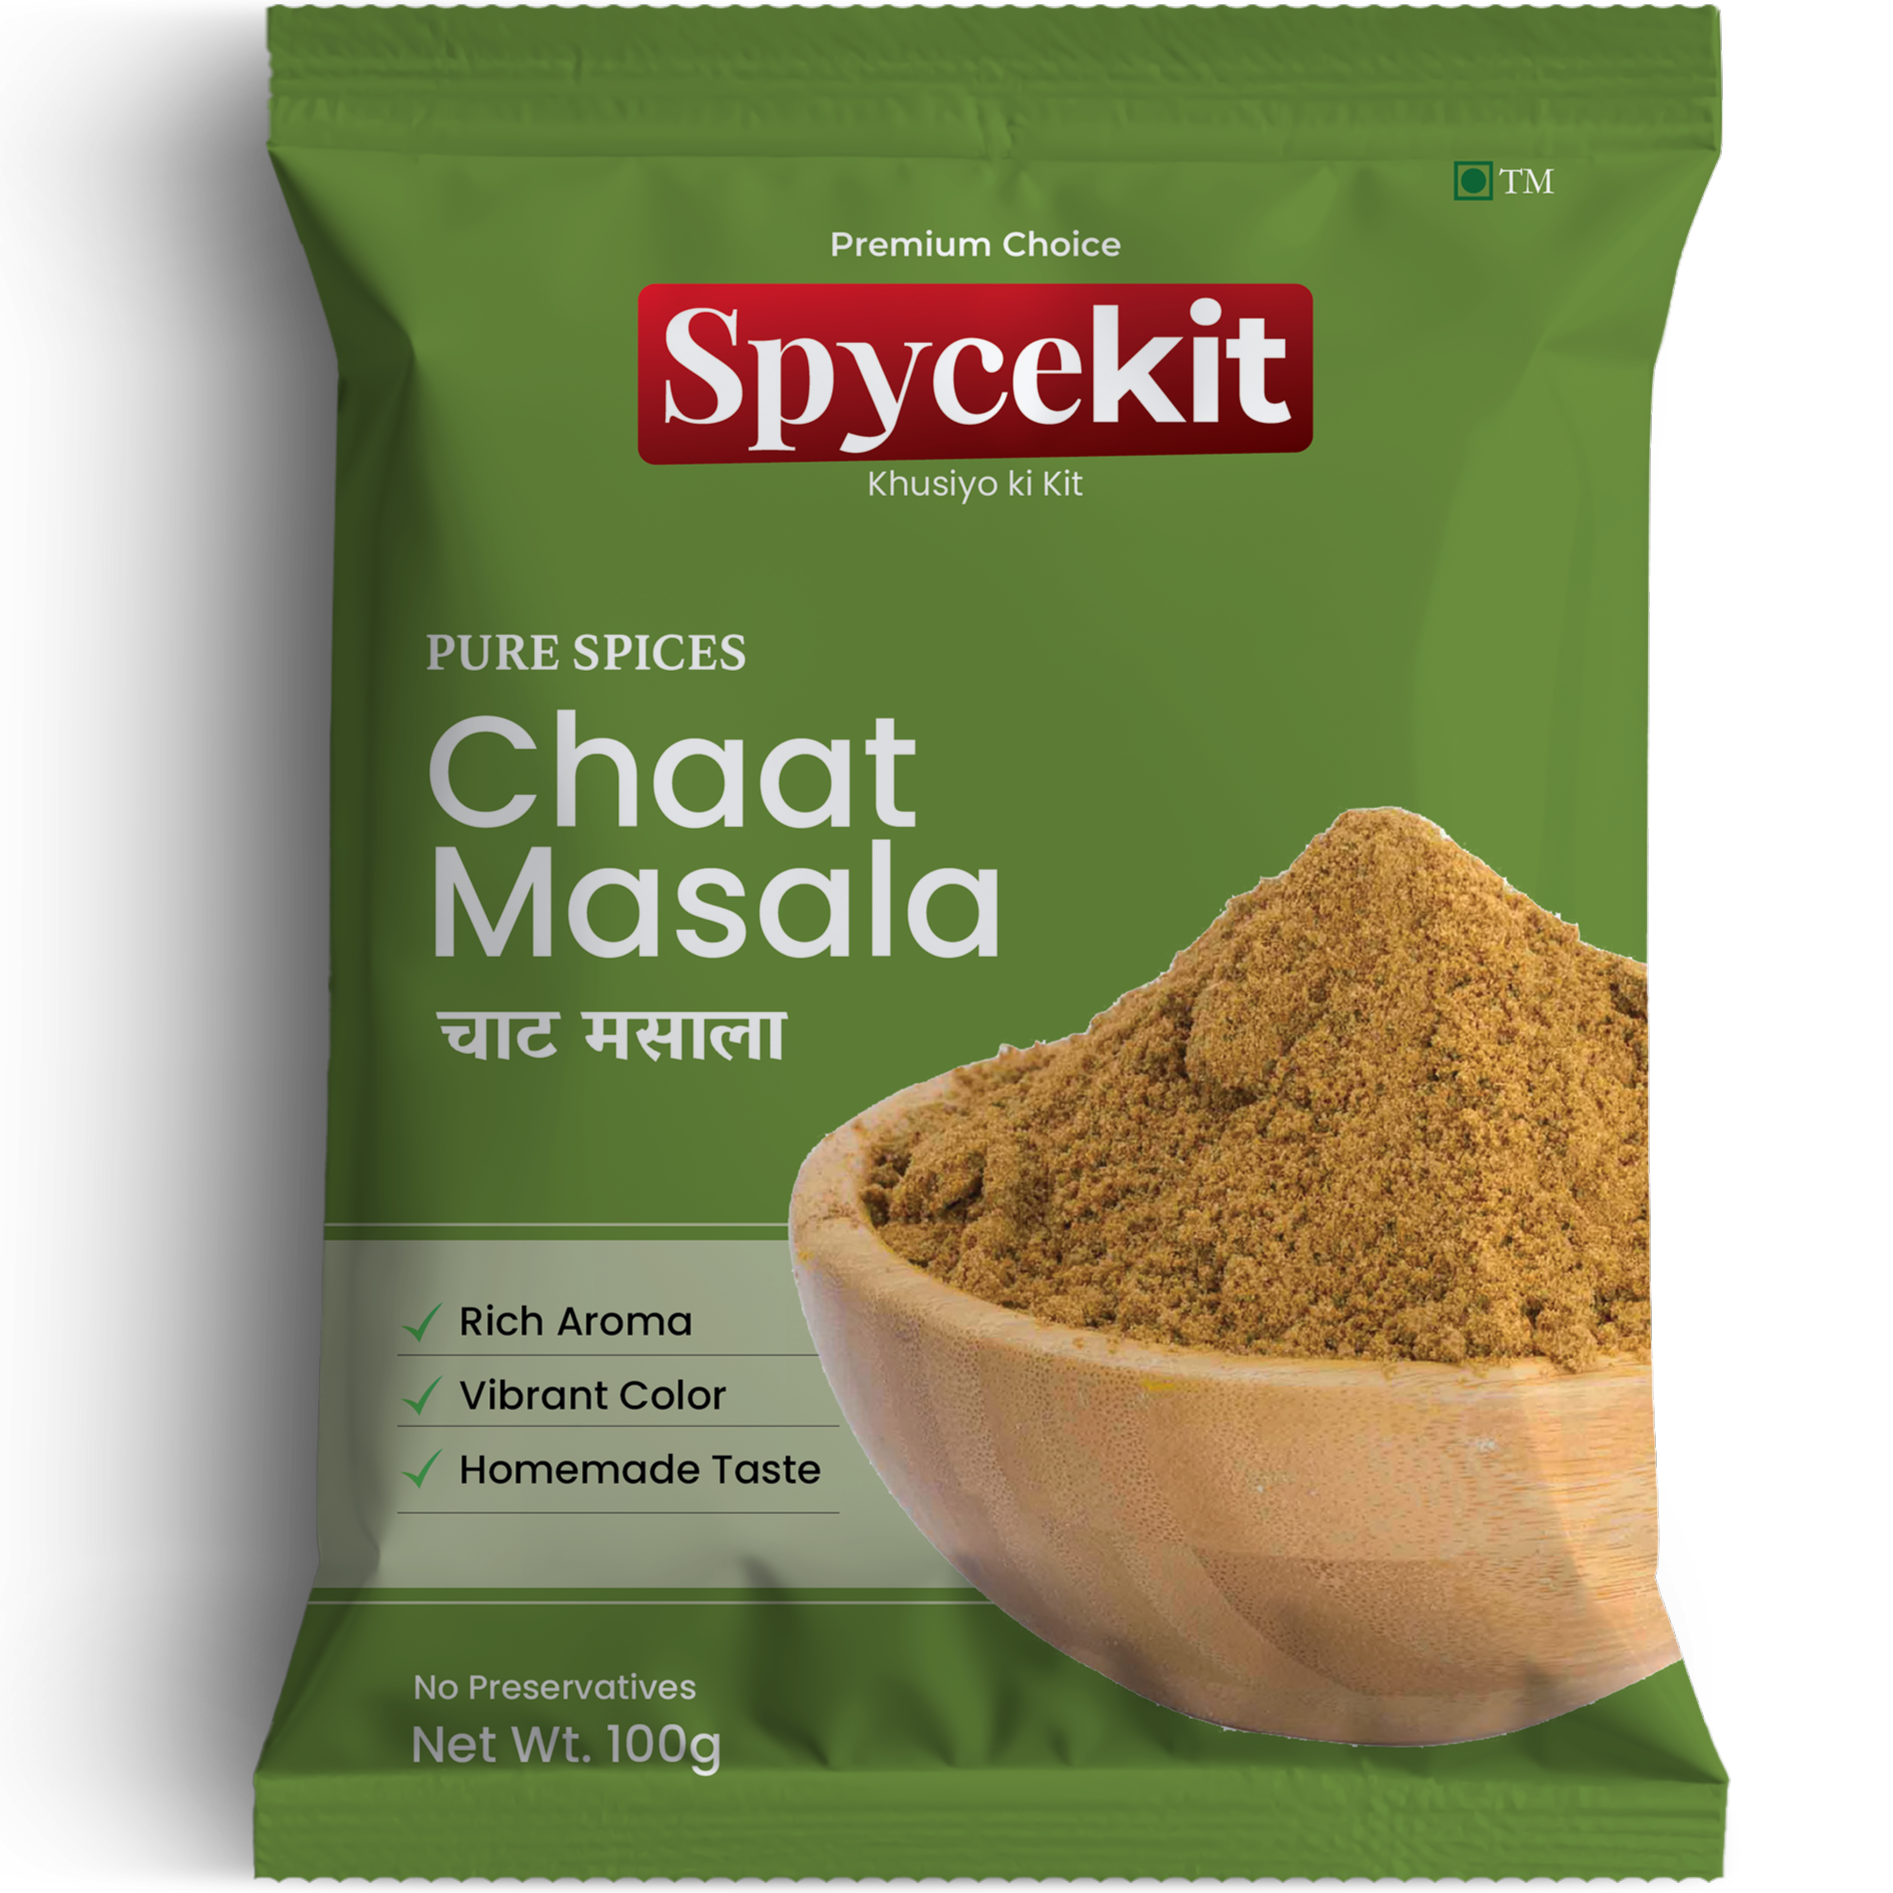 TM
Premium Choice
Spycekit
Khusiyo ki Kit
PURE SPICES
Chaat
Masala
चाट मसाला
Rich Aroma
Vibrant Color
Homemade Taste
No Preservatives
Net Wt. 100g